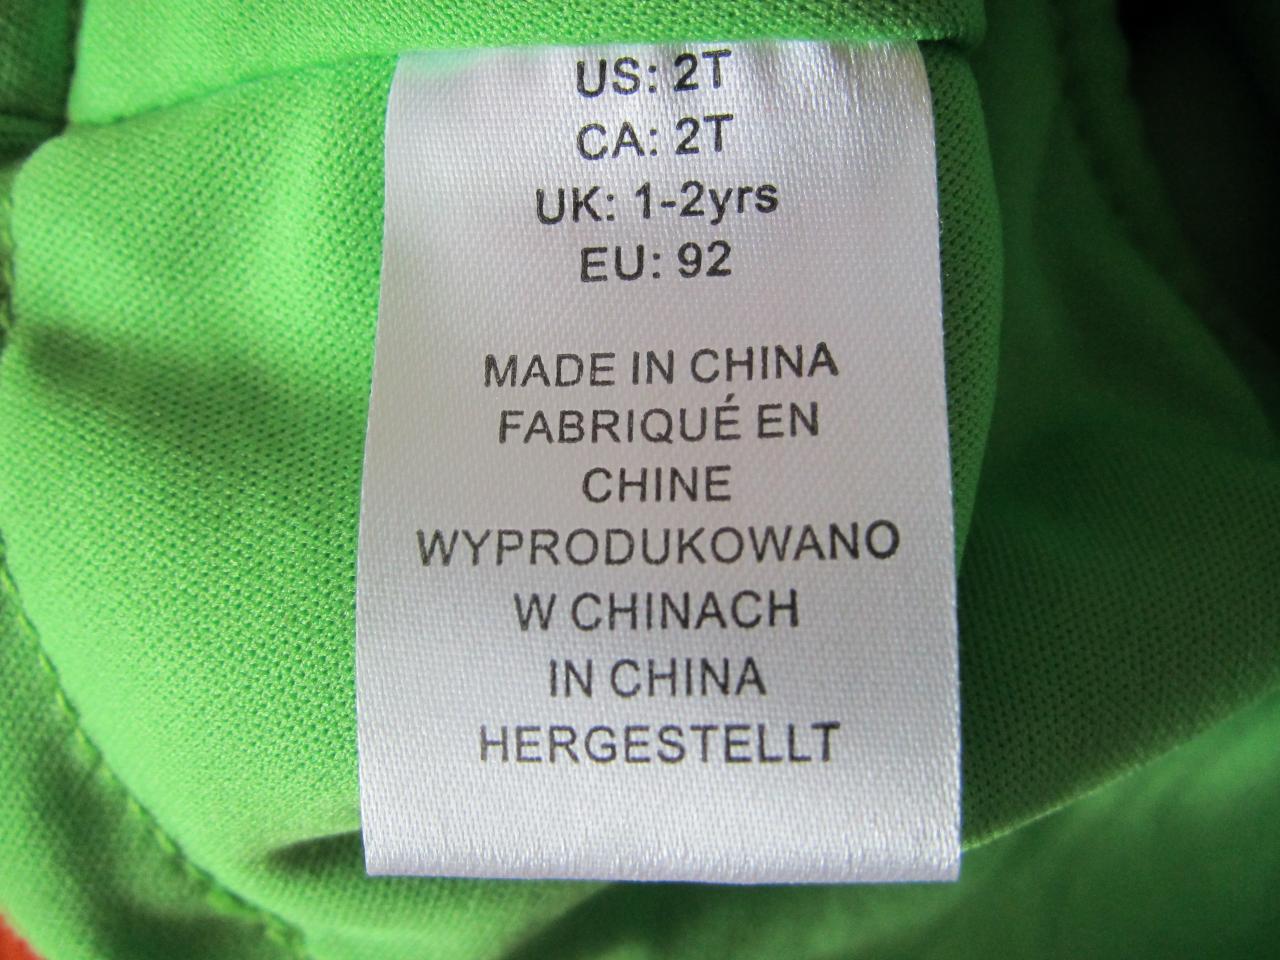 US: 2T
CA: 2T
UK: 1-2yrs
EU: 92
MADE IN CHINA
FABRIQUÉ EN
CHINE
WYPRODUKOWANO
W CHINACH
IN CHINA
HERGESTELLT